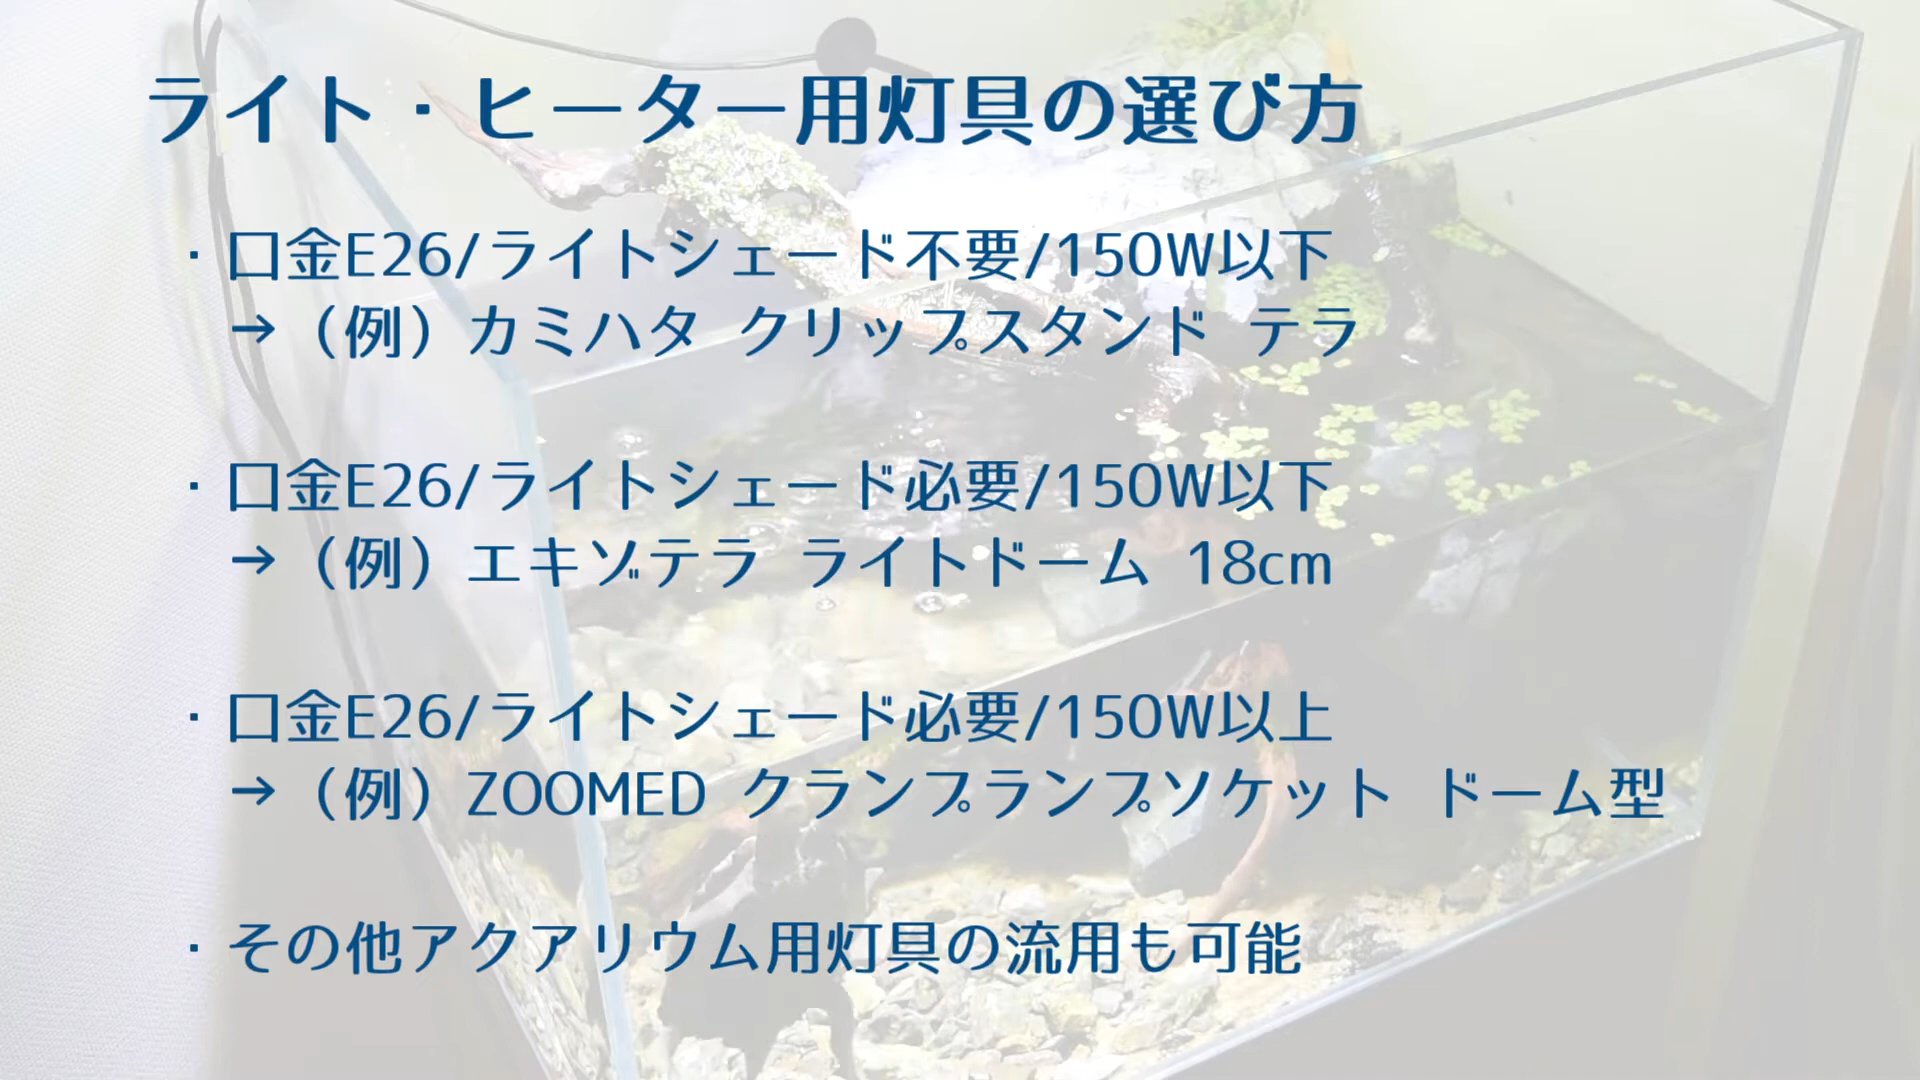 ライト・ヒーター用灯具の選び方
・口金E26/ライトシェード不要/150W以下
→（例）カミハタ クリップスタンド テラ
・口金E26/ライトシェード必要/150W以下
→（例）エキゾテラ ライトドーム 18cm
・口金E26/ライトシェード必要/150W以上
→（例）ZOOMED クランプランプソケット ドーム型
・その他アクアリウム用灯具の流用も可能